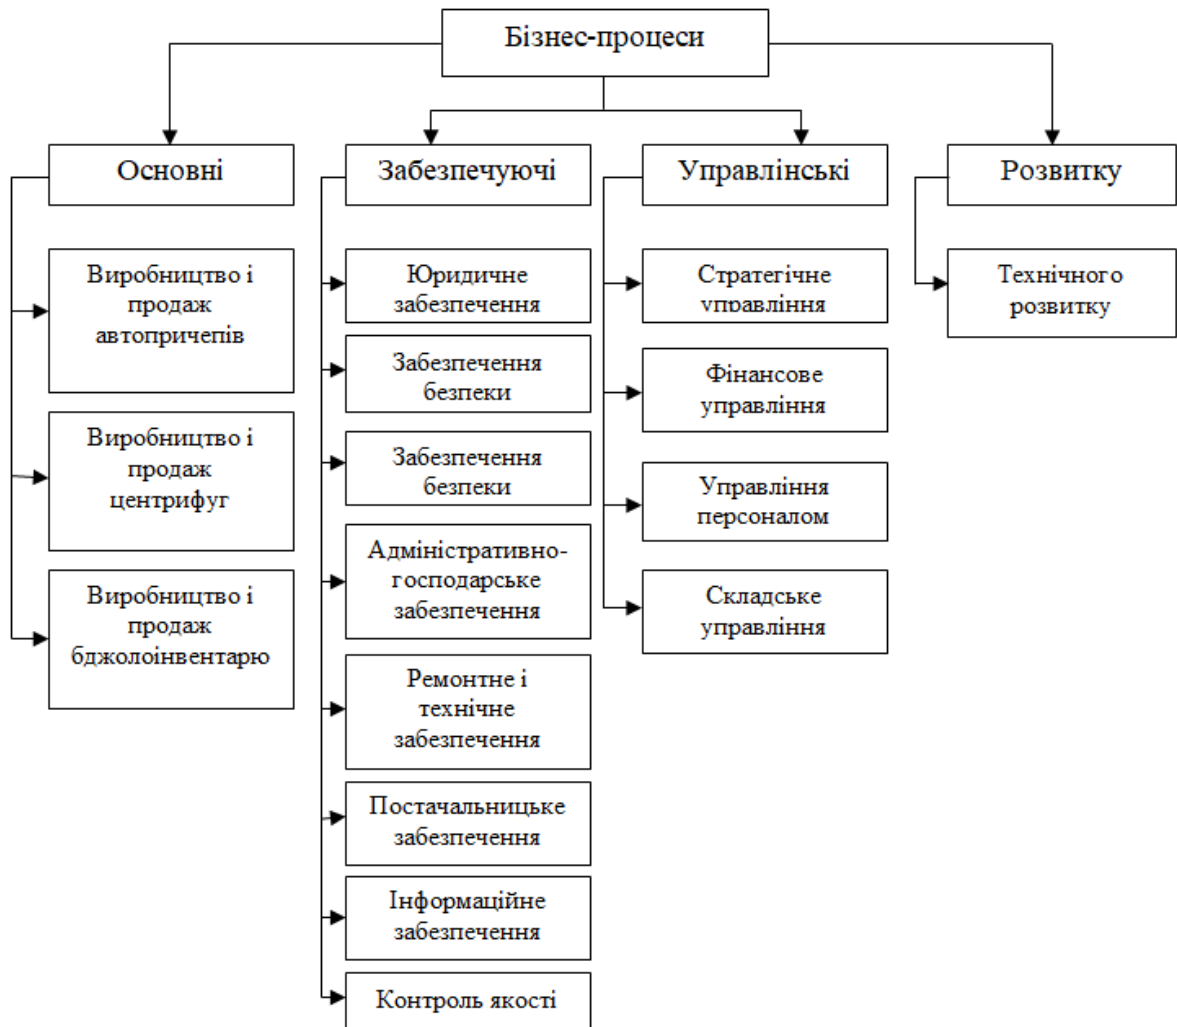 Бізнес-процеси
Основні
Забезпечуючі
Управлінські
Розвитку
Виробництво і
продаж
автопричепів
Виробництво і
продаж
центрифуг
Виробництво і
продаж
бджолоінвентарю
Юридичне
забезпечення
Забезпечення
безпеки
Забезпечення
безпеки
Адміністративно-
господарське
забезпечення
Ремонтне і
технічне
забезпечення
Постачальницьке
забезпечення
Інформаційне
забезпечення
Контроль якості
Стратегічне
управління
Фінансове
управління
Управління
персоналом
Складське
управління
Технічного
розвитку